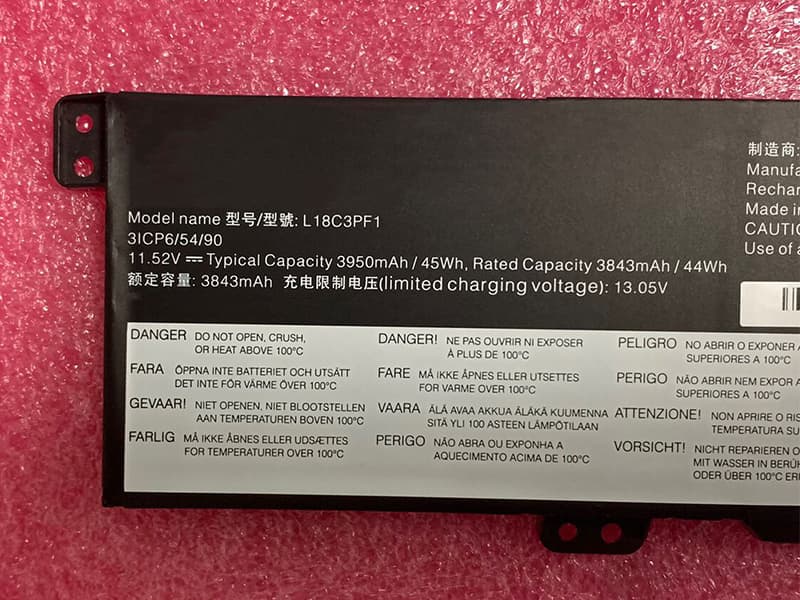 Model name 型号/型號: L18C3PF1
3ICP6/54/90
11.52V ⎓ Typical Capacity 3950mAh / 45Wh, Rated Capacity 3843mAh / 44Wh
额定容量: 3843mAh 充电限制电压(limited charging voltage): 13.05V
制造商:
Manufa
Rechar
Made in
CAUTIO
Use of a
DANGER DO NOT OPEN, CRUSH,
OR HEAT ABOVE 100°C
FARA ÖPPNA INTE BATTERIET OCH UTSÄTT
DET INTE FÖR VÄRME ÖVER 100°C
GEVAAR! NIET OPENEN, NIET BLOOTSTELLEN
AAN TEMPERATUREN BOVEN 100°C
FARLIG MÅ IKKE ÅBNES ELLER UDSÆTTES
FOR TEMPERATURER OVER 100°C
DANGER! NE PAS OUVRIR NI EXPOSER
À PLUS DE 100°C
FARE MÅ IKKE ÅPNES ELLER UTSETTES
FOR VARME OVER 100°C
VAARA ÄLÄ AVAA AKKUA ÄLÄKÄ KUUMENNA
SITÄ YLI 100 ASTEEN LÄMPÖTILAAN
PERIGO NÃO ABRA OU EXPONHA A
AQUECIMENTO ACIMA DE 100°C
PELIGRO NO ABRIR O EXPONER A
SUPERIORES A 100°C
PERIGO NÃO ABRIR NEM EXPOR A
SUPERIORES A 100°C
ATTENZIONE! NON APRIRE O RIS
TEMPERATURA SU
VORSICHT! NICHT REPARIEREN O
MIT WASSER IN BERÜH
ODER ÜBER 100°C ER